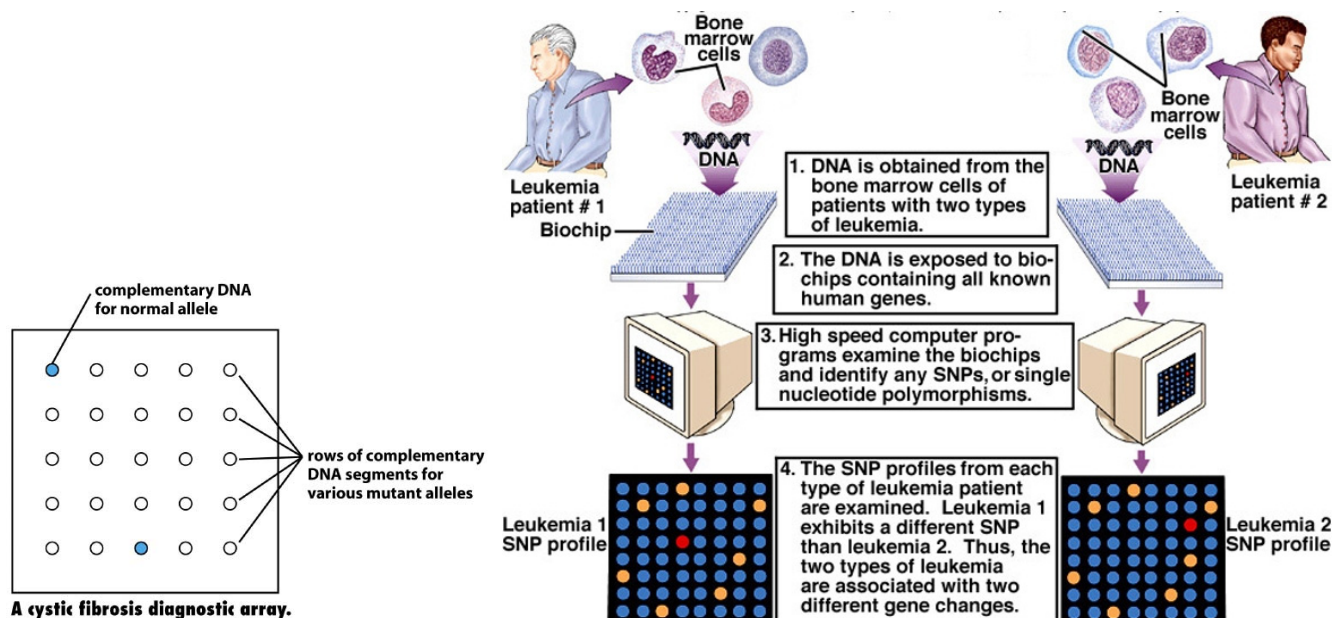 complementary DNA
for normal allele
rows of complementary
DNA segments for
various mutant alleles
A cystic fibrosis diagnostic array.
Bone
marrow
cells
DNA
Leukemia
patient # 1
Biochip
1. DNA is obtained from the
bone marrow cells of
patients with two types
of leukemia.
2. The DNA is exposed to bio-
chips containing all known
human genes.
3. High speed computer pro-
grams examine the biochips
and identify any SNPs, or single
nucleotide polymorphisms.
4. The SNP profiles from each
type of leukemia patient
are examined. Leukemia 1
exhibits a different SNP
than leukemia 2. Thus, the
two types of leukemia
are associated with two
different gene changes.
Leukemia 1
SNP profile
Bone
marrow
cells
DNA
Leukemia
patient # 2
Leukemia 2
SNP profile